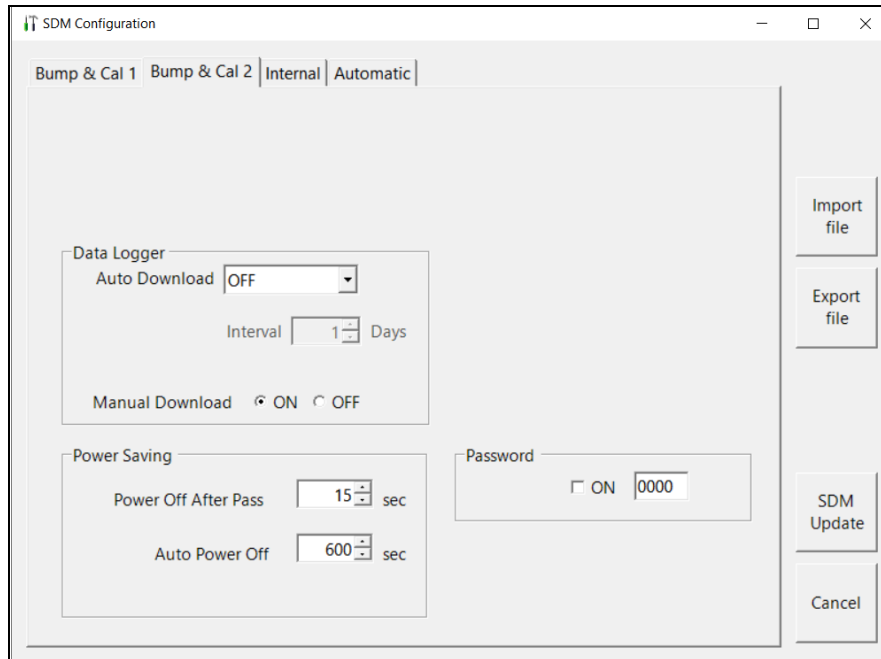 SDM Configuration
Bump & Cal 1 Bump & Cal 2 Internal Automatic
Import
file
Data Logger
Auto Download OFF
Export
file
Interval 1 Days
Manual Download ON OFF
Power Saving
Password
Power Off After Pass 15 sec
ON 0000
SDM
Update
Auto Power Off 600 sec
Cancel